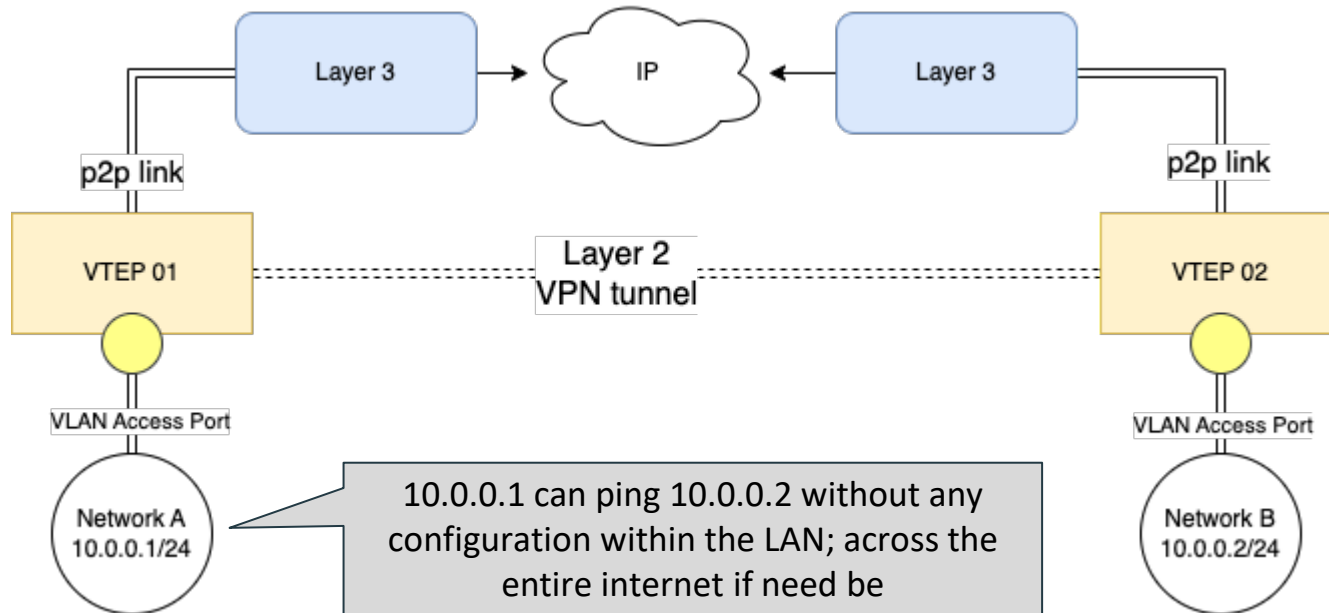 Layer 3
IP
Layer 3
p2p link
p2p link
VTEP 01
Layer 2
VPN tunnel
VTEP 02
VLAN Access Port
VLAN Access Port
Network A
10.0.0.1/24
10.0.0.1 can ping 10.0.0.2 without any
configuration within the LAN; across the
entire internet if need be
Network B
10.0.0.2/24